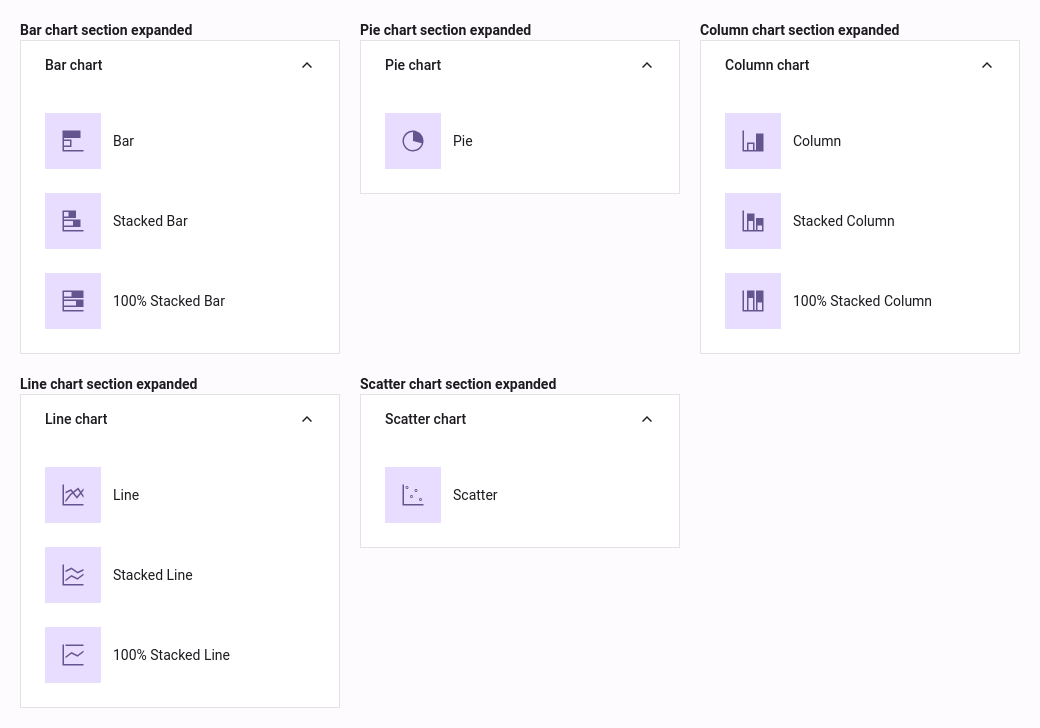 Bar chart section expanded
Bar chart
Bar
Stacked Bar
100% Stacked Bar
Pie chart section expanded
Pie chart
Pie
Column chart section expanded
Column chart
Column
Stacked Column
100% Stacked Column
Line chart section expanded
Line chart
Line
Stacked Line
100% Stacked Line
Scatter chart section expanded
Scatter chart
Scatter